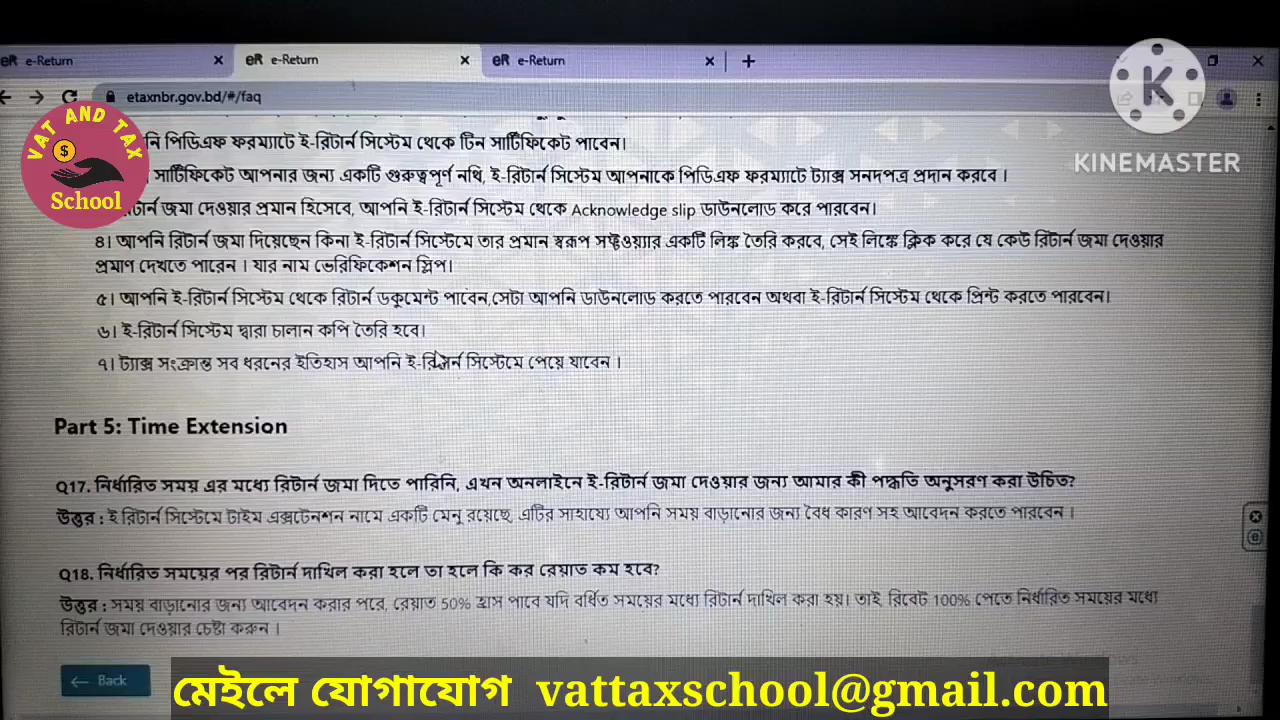 eR e-Return × eR e-Return × eR e-Return × +
etaxnbr.gov.bd/#/faq
VAT AND TAX
$
School
K
KINEMASTER
নি পিডিএফ ফরম্যাটে ই-রিটার্ন সিস্টেম থেকে টিন সার্টিফিকেট পাবেন।
সার্টিফিকেট আপনার জন্য একটি গুরুত্বপূর্ণ নথি, ই-রিটার্ন সিস্টেম আপনাকে পিডিএফ ফরম্যাটে ট্যাক্স সনদপত্র প্রদান করবে ।
টার্ন জমা দেওয়ার প্রমান হিসেবে, আপনি ই-রিটার্ন সিস্টেম থেকে Acknowledge slip ডাউনলোড করে পারবেন।
৪। আপনি রিটার্ন জমা দিয়েছেন কিনা ই-রিটার্ন সিস্টেমে তার প্রমান স্বরূপ সফ্টওয়্যার একটি লিঙ্ক তৈরি করবে, সেই লিঙ্কে ক্লিক করে যে কেউ রিটার্ন জমা দেওয়ার
প্রমাণ দেখতে পারেন । যার নাম ভেরিফিকেশন স্লিপ।
৫। আপনি ই-রিটার্ন সিস্টেম থেকে রিটার্ন ডকুমেন্ট পাবেন,সেটা আপনি ডাউনলোড করতে পারবেন অথবা ই-রিটার্ন সিস্টেম থেকে প্রিন্ট করতে পারবেন।
৬। ই-রিটার্ন সিস্টেম দ্বারা চালান কপি তৈরি হবে।
৭। ট্যাক্স সংক্রান্ত সব ধরনের ইতিহাস আপনি ই-রিটার্ন সিস্টেমে পেয়ে যাবেন ।
Part 5: Time Extension
Q17. নির্ধারিত সময় এর মধ্যে রিটার্ন জমা দিতে পারিনি, এখন অনলাইনে ই-রিটার্ন জমা দেওয়ার জন্য আমার কী পদ্ধতি অনুসরণ করা উচিত?
উত্তর : ই রিটার্ন সিস্টেমে টাইম এক্সটেনশন নামে একটি মেনু রয়েছে, এটির সাহায্যে আপনি সময় বাড়ানোর জন্য বৈধ কারণ সহ আবেদন করতে পারবেন ।
Q18. নির্ধারিত সময়ের পর রিটার্ন দাখিল করা হলে তা হলে কি কর রেয়াত কম হবে?
উত্তর : সময় বাড়ানোর জন্য আবেদন করার পরে, রেয়াত 50% হ্রাস পাবে যদি বর্ধিত সময়ের মধ্যে রিটার্ন দাখিল করা হয়। তাই রিবেট 100% পেতে নির্ধারিত সময়ের মধ্যে
রিটার্ন জমা দেওয়ার চেষ্টা করুন ।
← Back
মেইলে যোগাযোগ vattaxschool@gmail.com